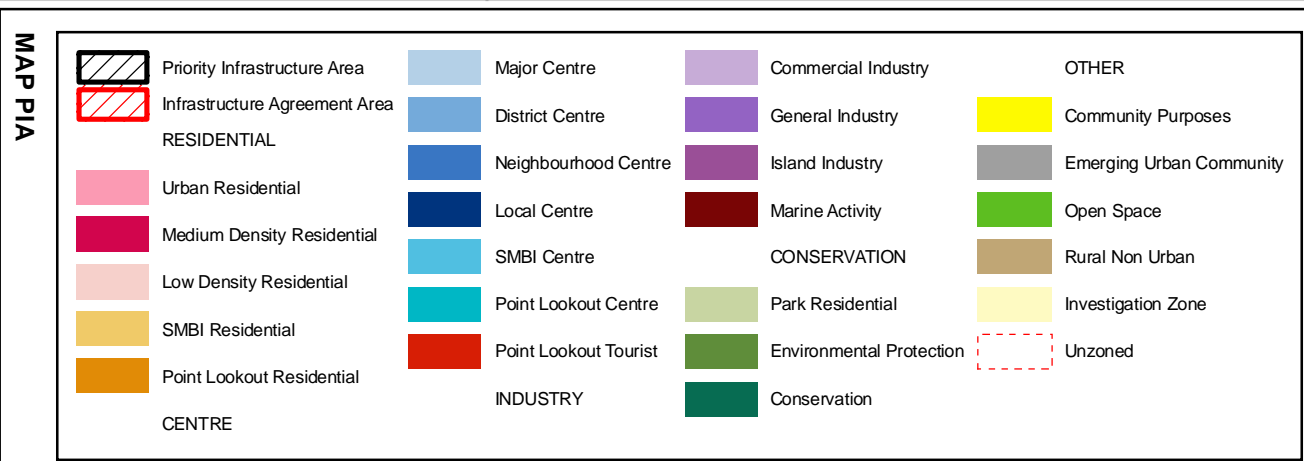 MAP PIA
Priority Infrastructure Area
Infrastructure Agreement Area
RESIDENTIAL
Urban Residential
Medium Density Residential
Low Density Residential
SMBI Residential
Point Lookout Residential
CENTRE
Major Centre
District Centre
Neighbourhood Centre
Local Centre
SMBI Centre
Point Lookout Centre
Point Lookout Tourist
INDUSTRY
Commercial Industry
General Industry
Island Industry
Marine Activity
CONSERVATION
Park Residential
Environmental Protection
Conservation
OTHER
Community Purposes
Emerging Urban Community
Open Space
Rural Non Urban
Investigation Zone
Unzoned